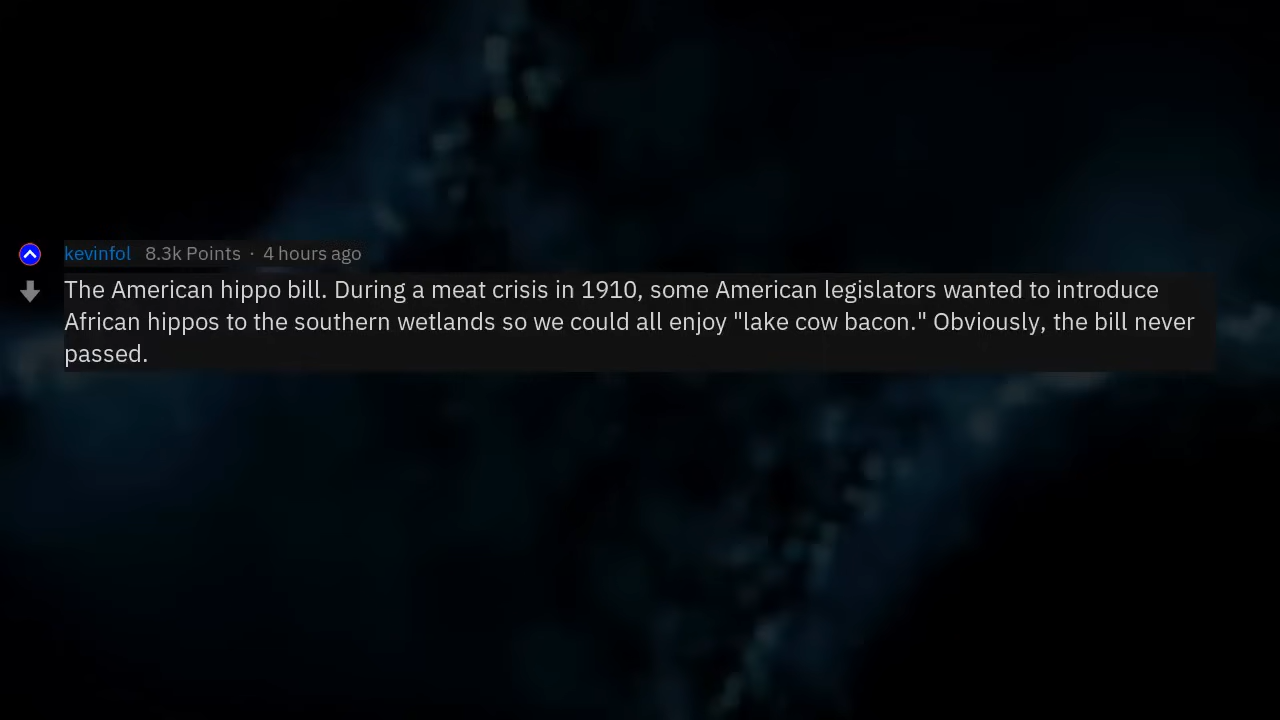 kevinfol 8.3k Points · 4 hours ago
The American hippo bill. During a meat crisis in 1910, some American legislators wanted to introduce
African hippos to the southern wetlands so we could all enjoy "lake cow bacon." Obviously, the bill never
passed.